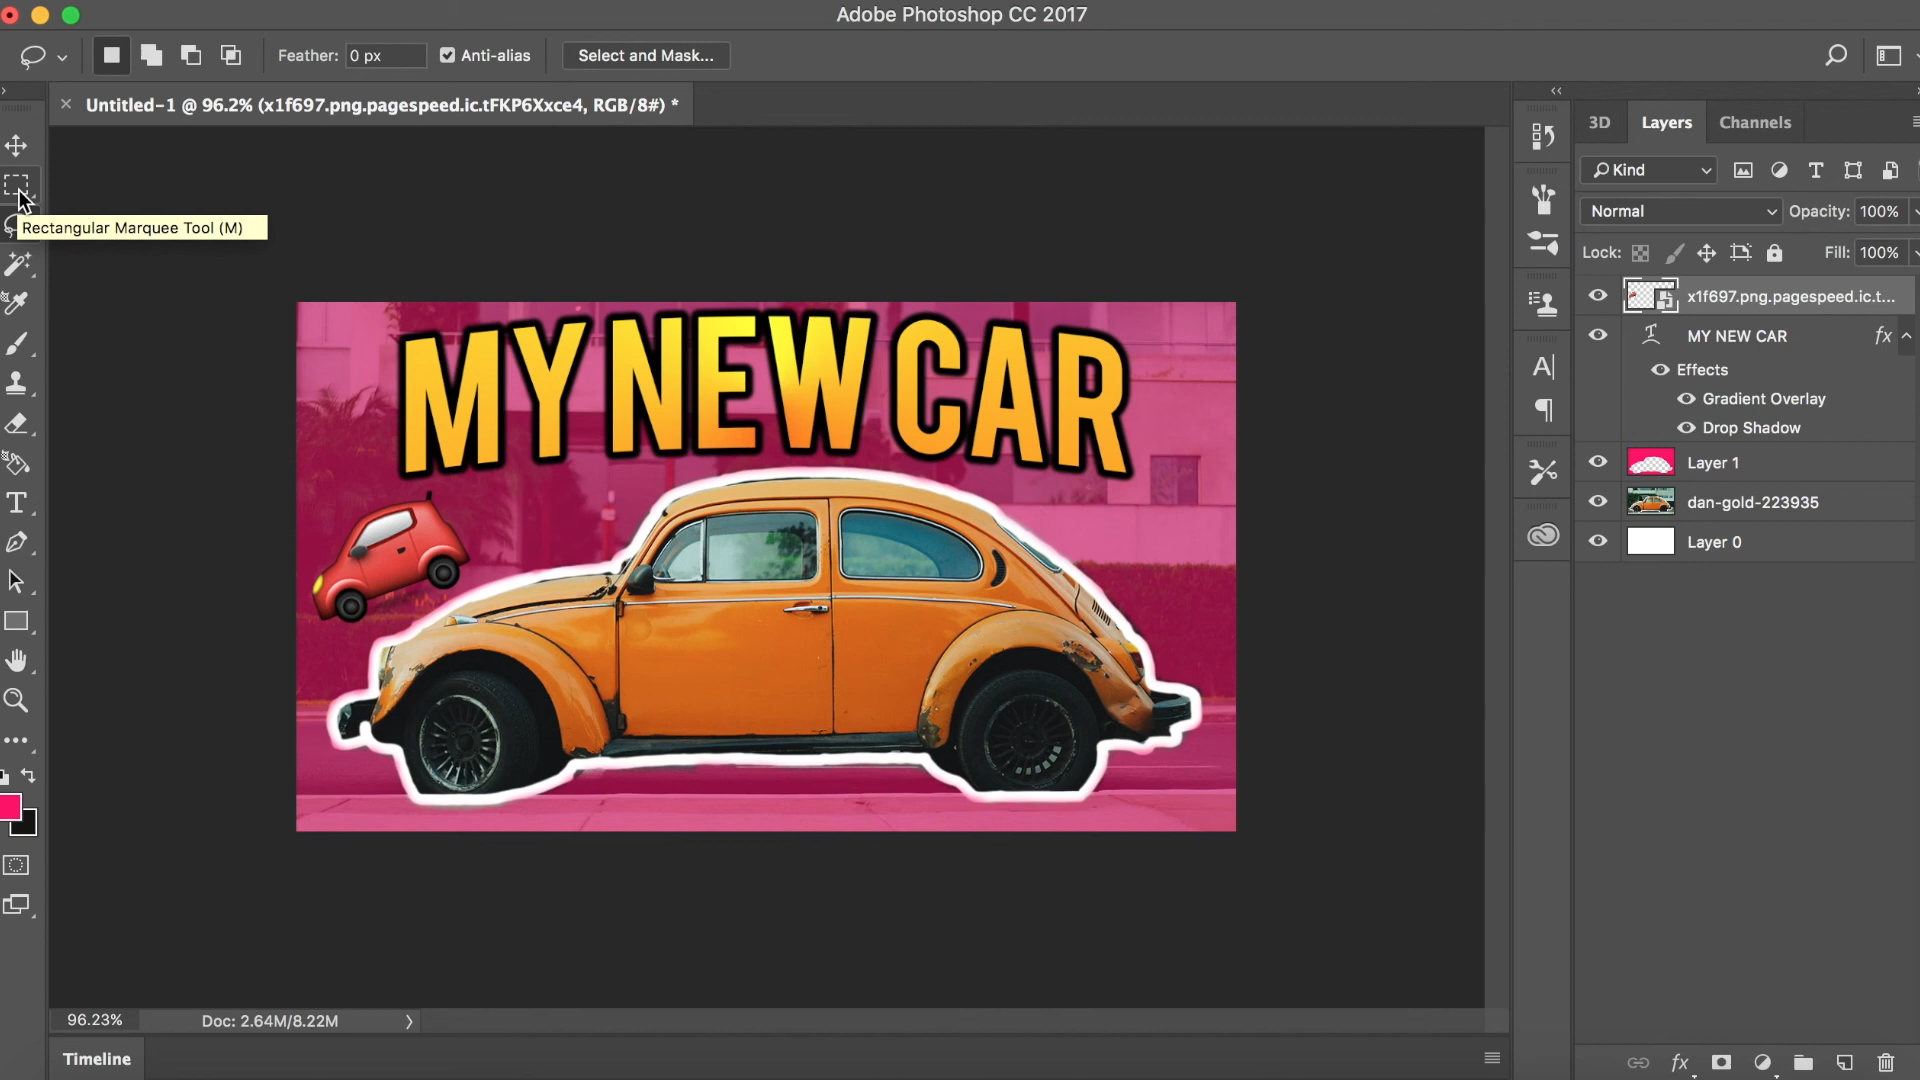 Adobe Photoshop CC 2017
Feather: 0 px Anti-alias Select and Mask...
× Untitled-1 @ 96.2% (x1f697.png.pagespeed.ic.tFKP6Xxce4, RGB/8#) *
Rectangular Marquee Tool (M)
MY NEW CAR
96.23% Doc: 2.64M/8.22M
Timeline
3D Layers Channels
Kind
Normal Opacity: 100%
Lock: Fill: 100%
x1f697.png.pagespeed.ic.t...
MY NEW CAR fx
Effects
Gradient Overlay
Drop Shadow
Layer 1
dan-gold-223935
Layer 0
fx